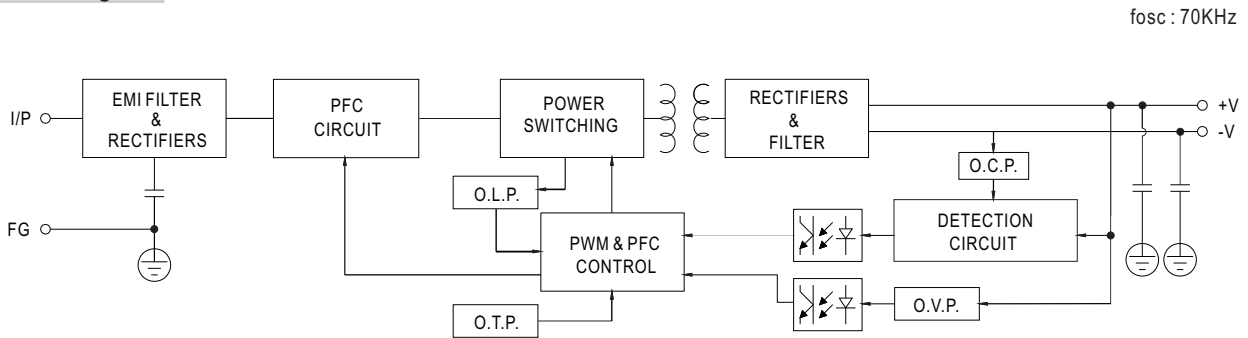 fosc : 70KHz
I/P
EMI FILTER
&
RECTIFIERS
PFC
CIRCUIT
POWER
SWITCHING
RECTIFIERS
&
FILTER
+V
-V
O.C.P.
O.L.P.
FG
PWM & PFC
CONTROL
DETECTION
CIRCUIT
O.T.P.
O.V.P.